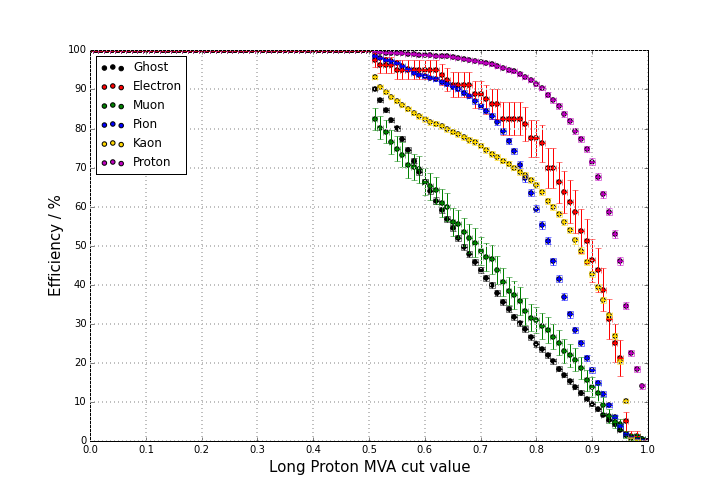 100
90
80
70
60
50
40
30
20
10
0
Efficiency / %
Ghost
Electron
Muon
Pion
Kaon
Proton
0.0 0.1 0.2 0.3 0.4 0.5 0.6 0.7 0.8 0.9 1.0
Long Proton MVA cut value